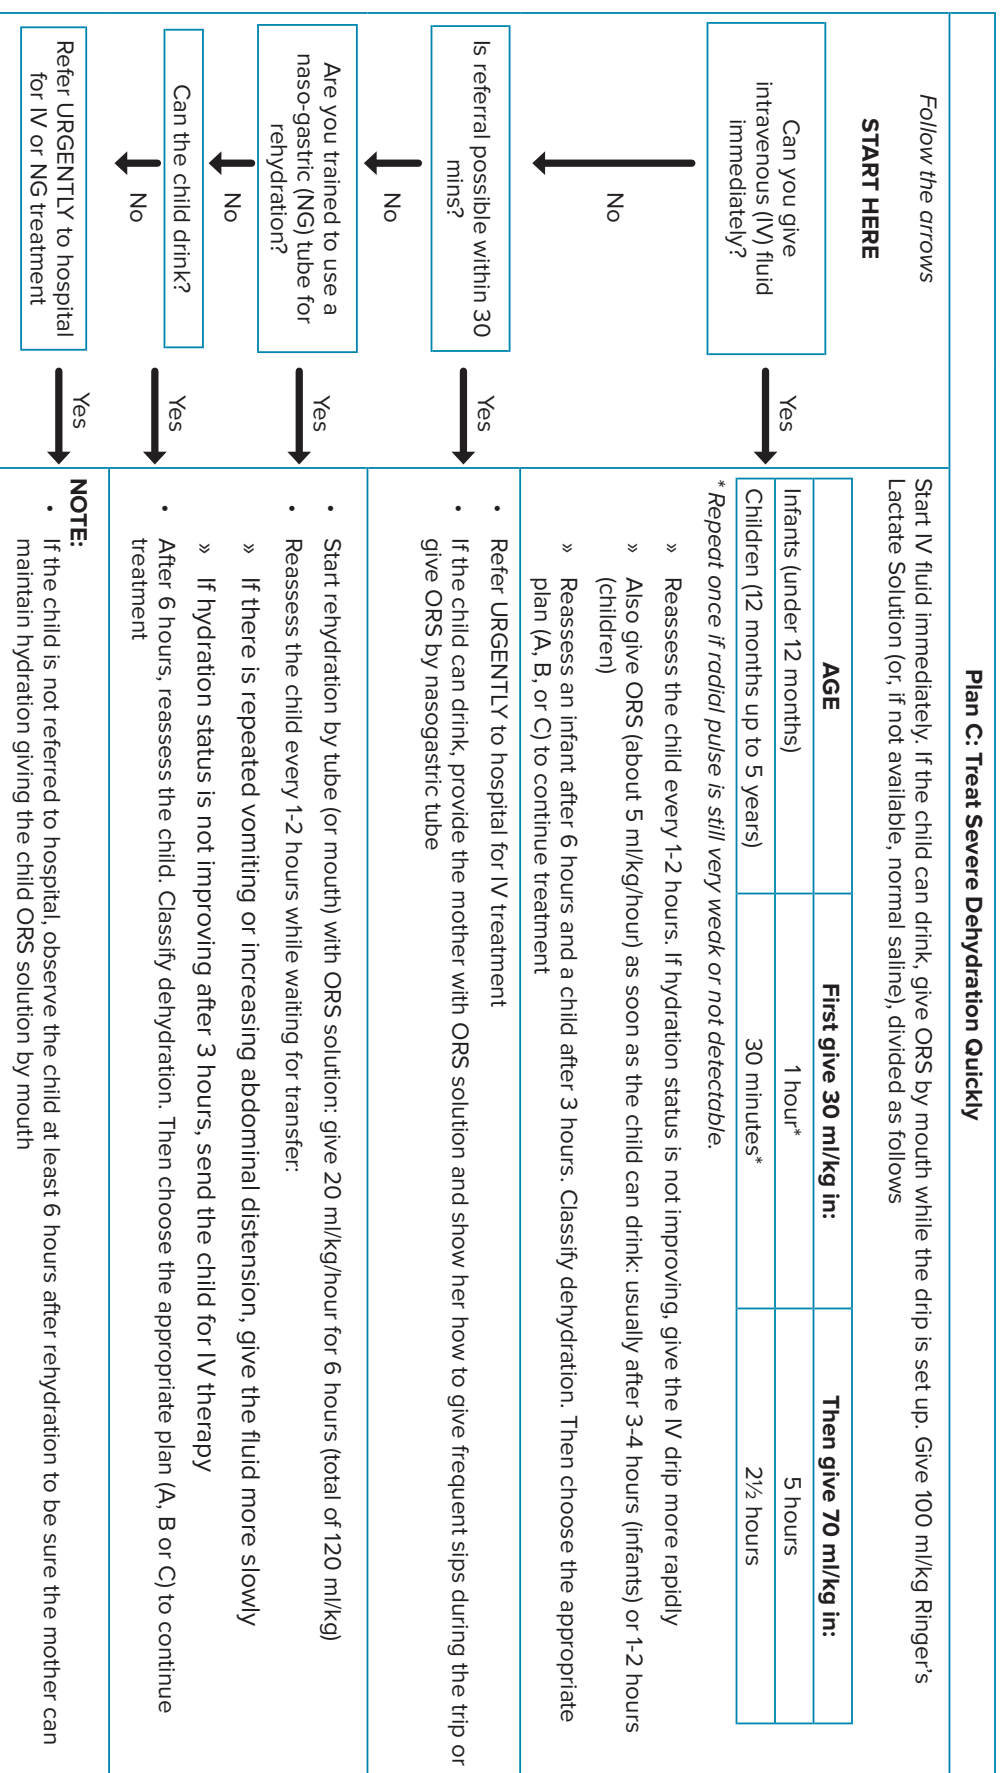 Plan C: Treat Severe Dehydration Quickly
Follow the arrows
START HERE
Can you give
intravenous (IV) fluid
immediately?
Yes
No
Is referral possible within 30
mins?
Yes
No
Are you trained to use a
naso-gastric (NG) tube for
rehydration?
Yes
No
Can the child drink?
Yes
No
Refer URGENTLY to hospital
for IV or NG treatment
Yes
Start IV fluid immediately. If the child can drink, give ORS by mouth while the drip is set up. Give 100 ml/kg Ringer's
Lactate Solution (or, if not available, normal saline), divided as follows
AGE First give 30 ml/kg in: Then give 70 ml/kg in:
Infants (under 12 months) 1 hour* 5 hours
Children (12 months up to 5 years) 30 minutes* 2½ hours
* Repeat once if radial pulse is still very weak or not detectable.
» Reassess the child every 1-2 hours. If hydration status is not improving, give the IV drip more rapidly
» Also give ORS (about 5 ml/kg/hour) as soon as the child can drink: usually after 3-4 hours (infants) or 1-2 hours
(children)
» Reassess an infant after 6 hours and a child after 3 hours. Classify dehydration. Then choose the appropriate
plan (A, B, or C) to continue treatment
• Refer URGENTLY to hospital for IV treatment
• If the child can drink, provide the mother with ORS solution and show her how to give frequent sips during the trip or
give ORS by nasogastric tube
• Start rehydration by tube (or mouth) with ORS solution: give 20 ml/kg/hour for 6 hours (total of 120 ml/kg)
• Reassess the child every 1-2 hours while waiting for transfer:
» If there is repeated vomiting or increasing abdominal distension, give the fluid more slowly
» If hydration status is not improving after 3 hours, send the child for IV therapy
• After 6 hours, reassess the child. Classify dehydration. Then choose the appropriate plan (A, B or C) to continue
treatment
NOTE:
• If the child is not referred to hospital, observe the child at least 6 hours after rehydration to be sure the mother can
maintain hydration giving the child ORS solution by mouth